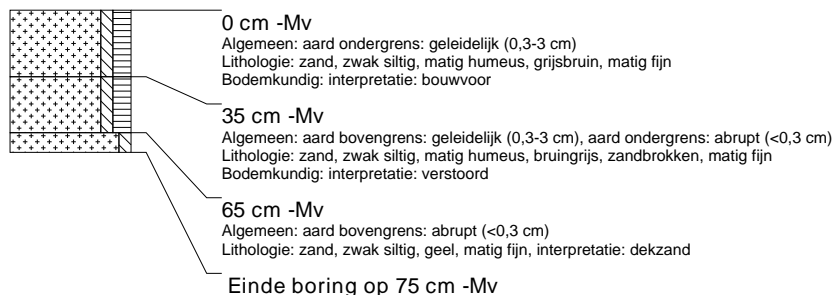 0 cm -Mv
Algemeen: aard ondergrens: geleidelijk (0,3-3 cm)
Lithologie: zand, zwak siltig, matig humeus, grijsbruin, matig fijn
Bodemkundig: interpretatie: bouwvoor
35 cm -Mv
Algemeen: aard bovengrens: geleidelijk (0,3-3 cm), aard ondergrens: abrupt (<0,3 cm)
Lithologie: zand, zwak siltig, matig humeus, bruingrijs, zandbrokken, matig fijn
Bodemkundig: interpretatie: verstoord
65 cm -Mv
Algemeen: aard bovengrens: abrupt (<0,3 cm)
Lithologie: zand, zwak siltig, geel, matig fijn, interpretatie: dekzand
Einde boring op 75 cm -Mv